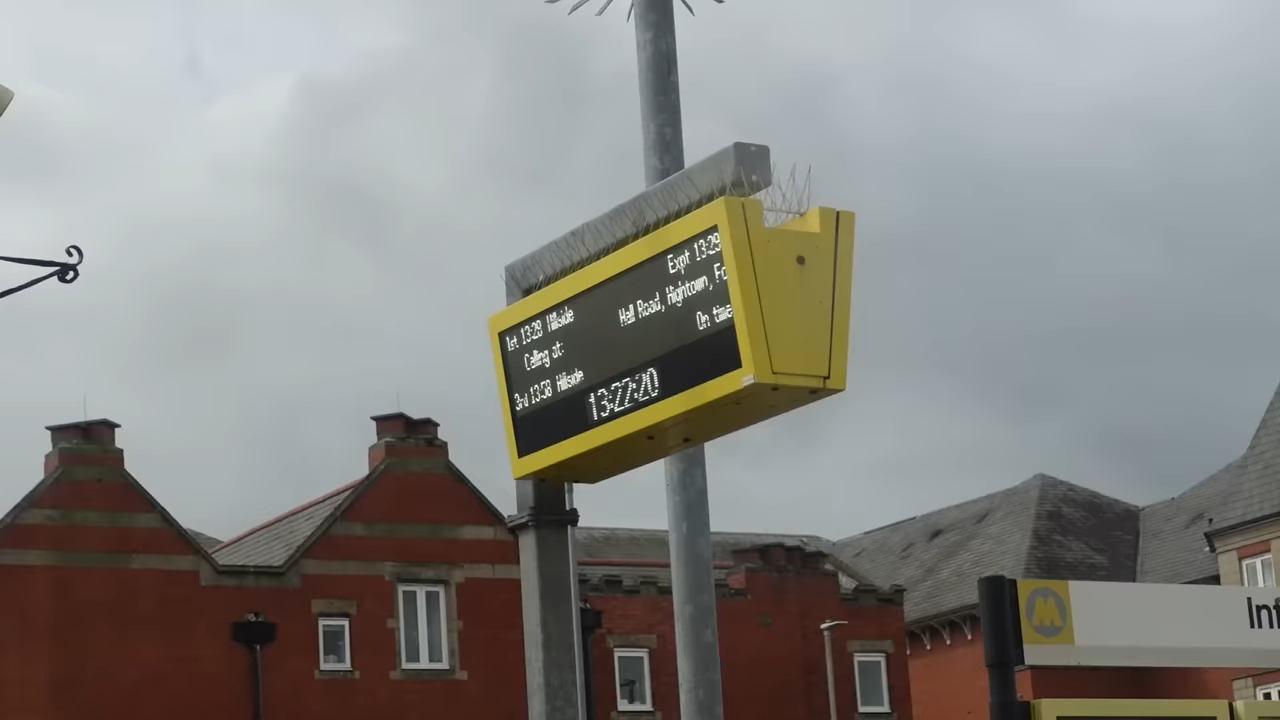 1st 13:28 Hillside Expt 13:29
Calling at: Hall Road, Hightown, Fo
3rd 13:58 Hillside On time
13:22:20
M
Inf